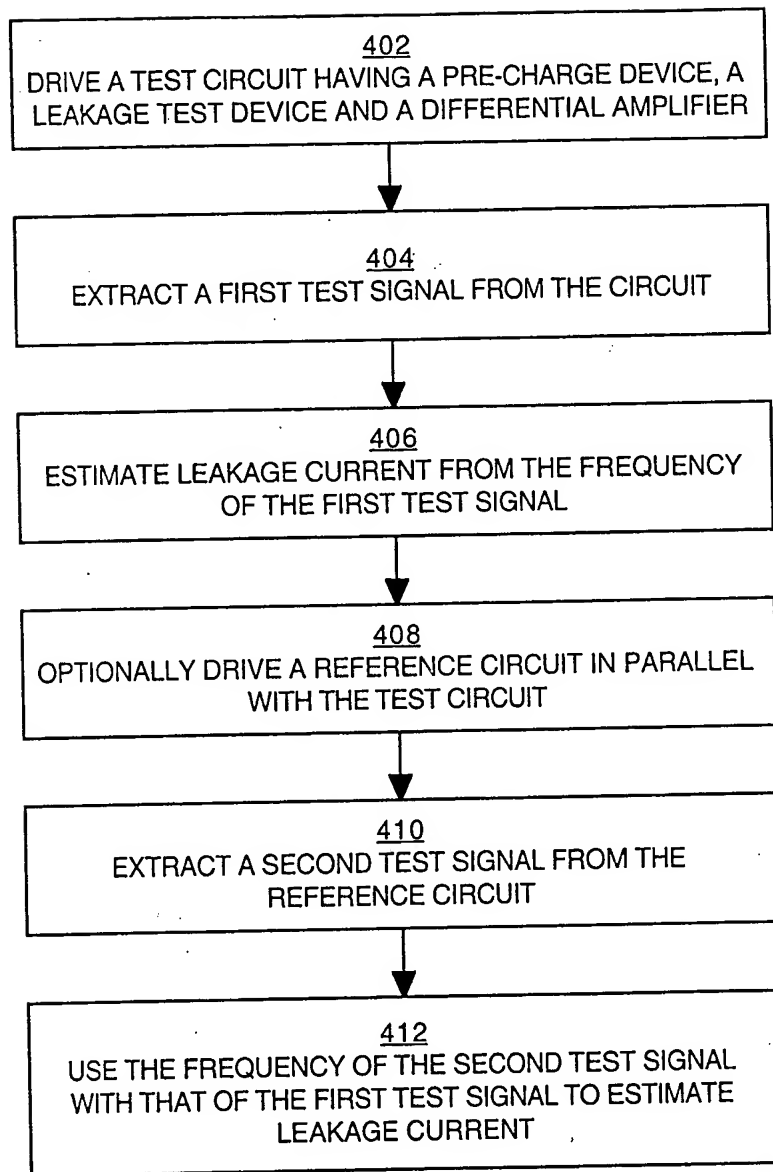 402
DRIVE A TEST CIRCUIT HAVING A PRE-CHARGE DEVICE, A
LEAKAGE TEST DEVICE AND A DIFFERENTIAL AMPLIFIER
404
EXTRACT A FIRST TEST SIGNAL FROM THE CIRCUIT
406
ESTIMATE LEAKAGE CURRENT FROM THE FREQUENCY
OF THE FIRST TEST SIGNAL
408
OPTIONALLY DRIVE A REFERENCE CIRCUIT IN PARALLEL
WITH THE TEST CIRCUIT
410
EXTRACT A SECOND TEST SIGNAL FROM THE
REFERENCE CIRCUIT
412
USE THE FREQUENCY OF THE SECOND TEST SIGNAL
WITH THAT OF THE FIRST TEST SIGNAL TO ESTIMATE
LEAKAGE CURRENT